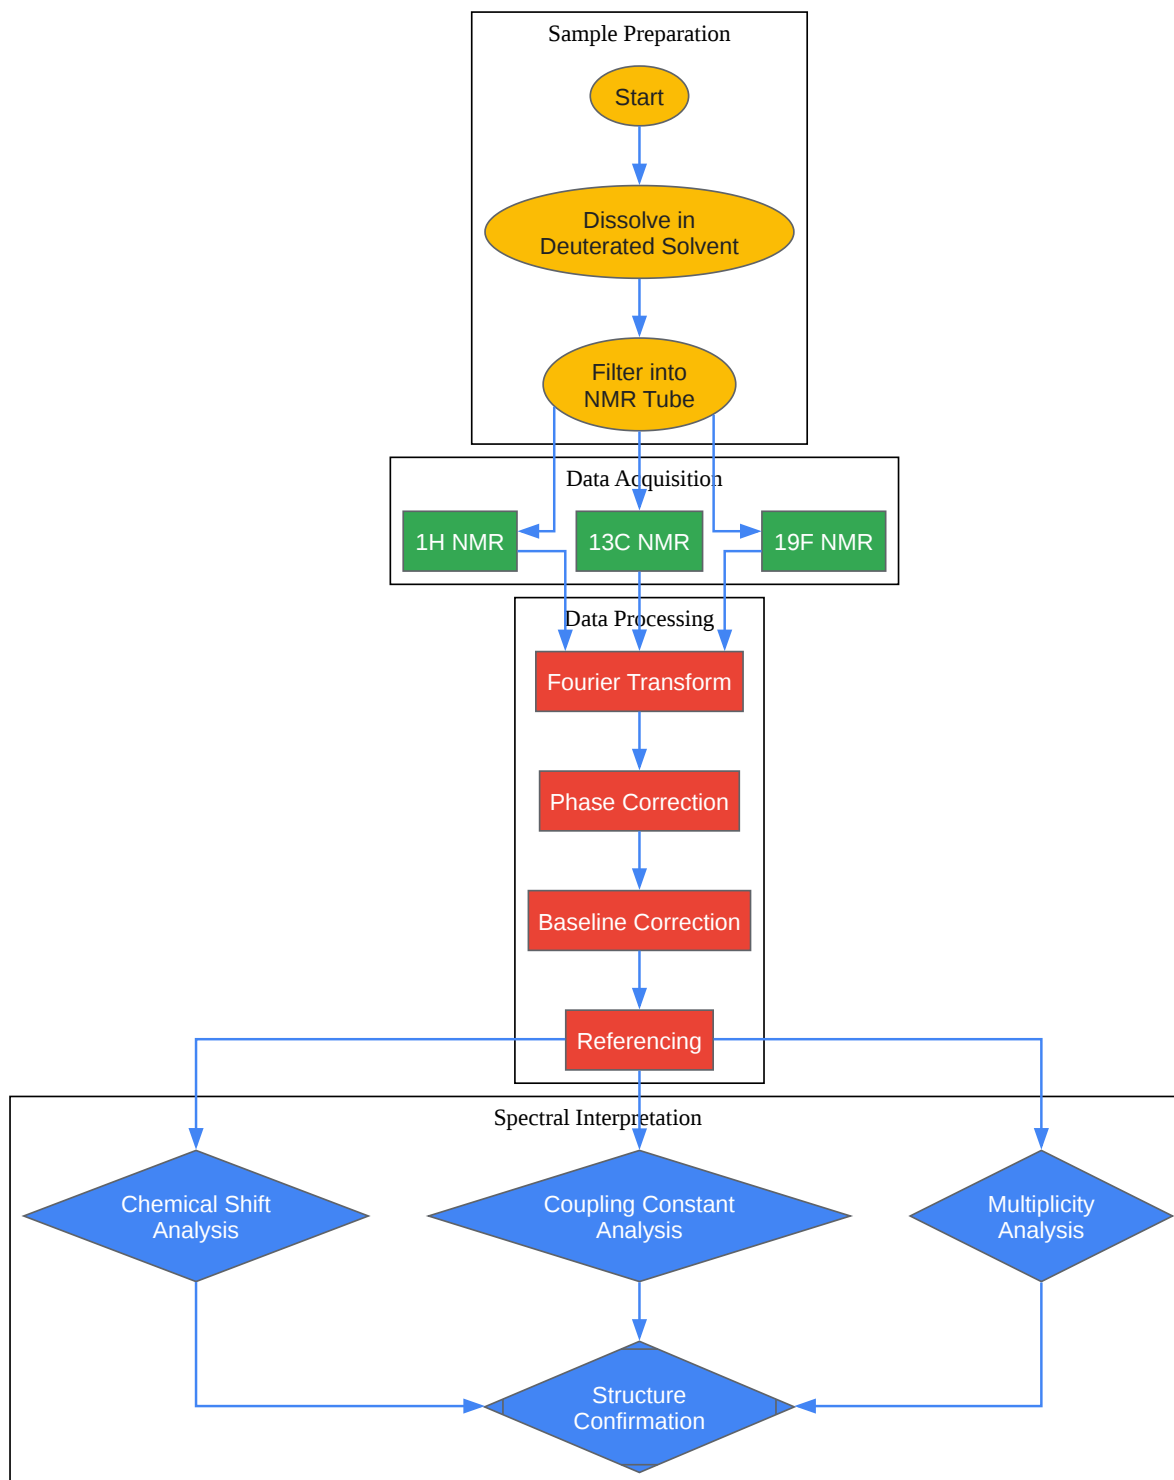 Sample Preparation
Start
Dissolve in
Deuterated Solvent
Filter into
NMR Tube
Data Acquisition
1H NMR
13C NMR
19F NMR
Data Processing
Fourier Transform
Phase Correction
Baseline Correction
Referencing
Spectral Interpretation
Chemical Shift
Analysis
Coupling Constant
Analysis
Multiplicity
Analysis
Structure
Confirmation